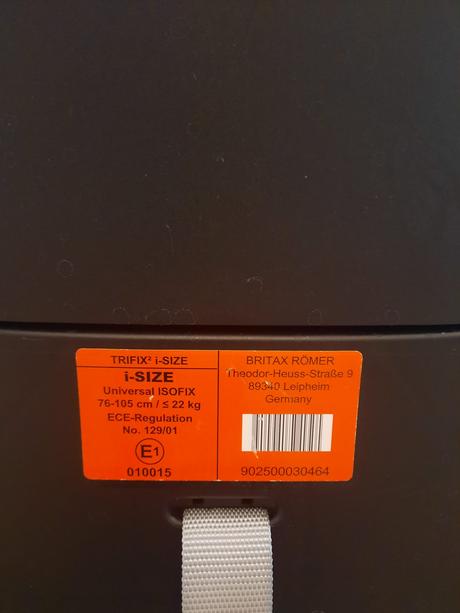 TRIFIX² i-SIZE
i-SIZE
Universal ISOFIX
76-105 cm / ≤ 22 kg
ECE-Regulation
No. 129/01
E1
010015
BRITAX RÖMER
Theodor-Heuss-Straße 9
89340 Leipheim
Germany
902500030464